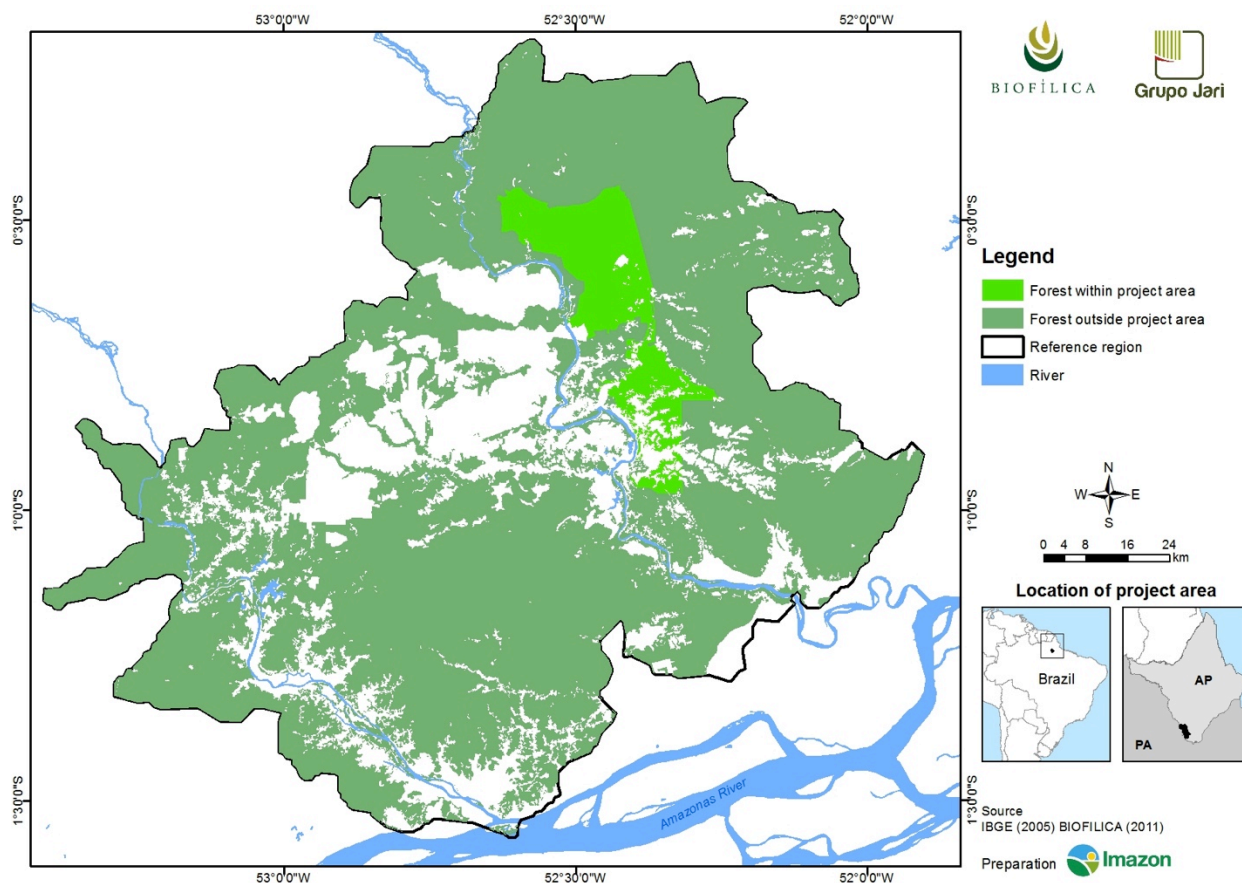 53°0'0"W 52°30'0"W 52°0'0"W
0°30'0"S 0°30'0"S
1°0'0"S 1°0'0"S
1°30'0"S 1°30'0"S
53°0'0"W 52°30'0"W 52°0'0"W
Amazonas River
BIOFÍLICA
Grupo Jari
Legend
Forest within project area
Forest outside project area
Reference region
River
N
W E
S
0 4 8 16 24
km
Location of project area
Brazil
AP
PA
Source
IBGE (2005) BIOFILICA (2011)
Preparation Imazon